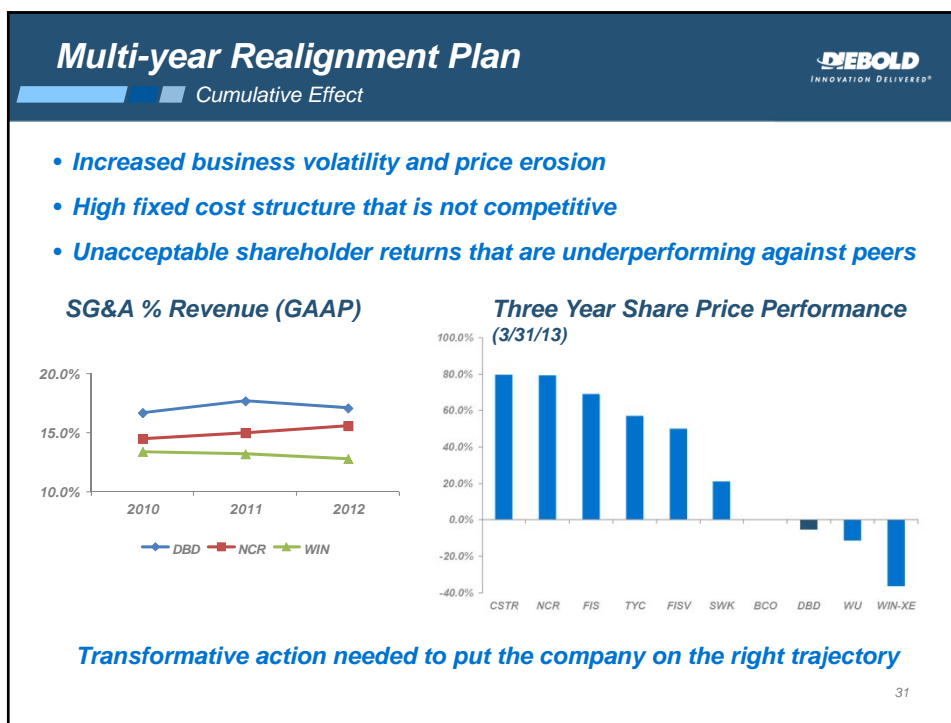 Multi-year Realignment Plan
Cumulative Effect
DIEBOLD
INNOVATION DELIVERED®
• Increased business volatility and price erosion
• High fixed cost structure that is not competitive
• Unacceptable shareholder returns that are underperforming against peers
SG&A % Revenue (GAAP)
20.0%
15.0%
10.0%
2010 2011 2012
DBD NCR WIN
Three Year Share Price Performance
(3/31/13)
100.0%
80.0%
60.0%
40.0%
20.0%
0.0%
-20.0%
-40.0%
CSTR NCR FIS TYC FISV SWK BCO DBD WU WIN-XE
Transformative action needed to put the company on the right trajectory
31